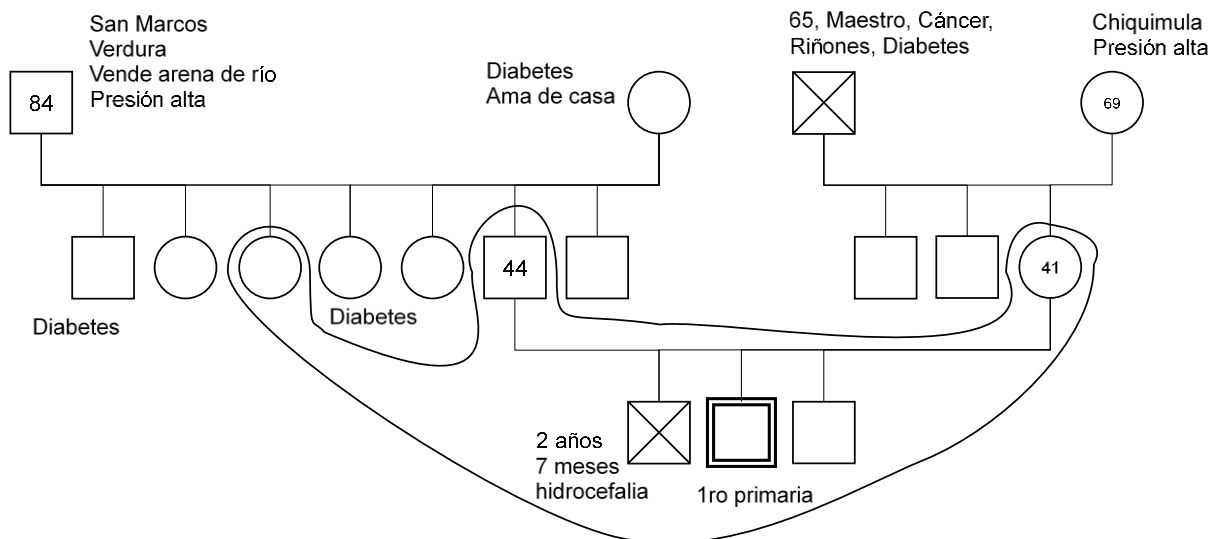 San Marcos
Verdura
Vende arena de río
Presión alta
84
Diabetes
Ama de casa
65, Maestro, Cáncer,
Riñones, Diabetes
Chiquimula
Presión alta
69
44
41
Diabetes
Diabetes
2 años
7 meses
hidrocefalia
1ro primaria